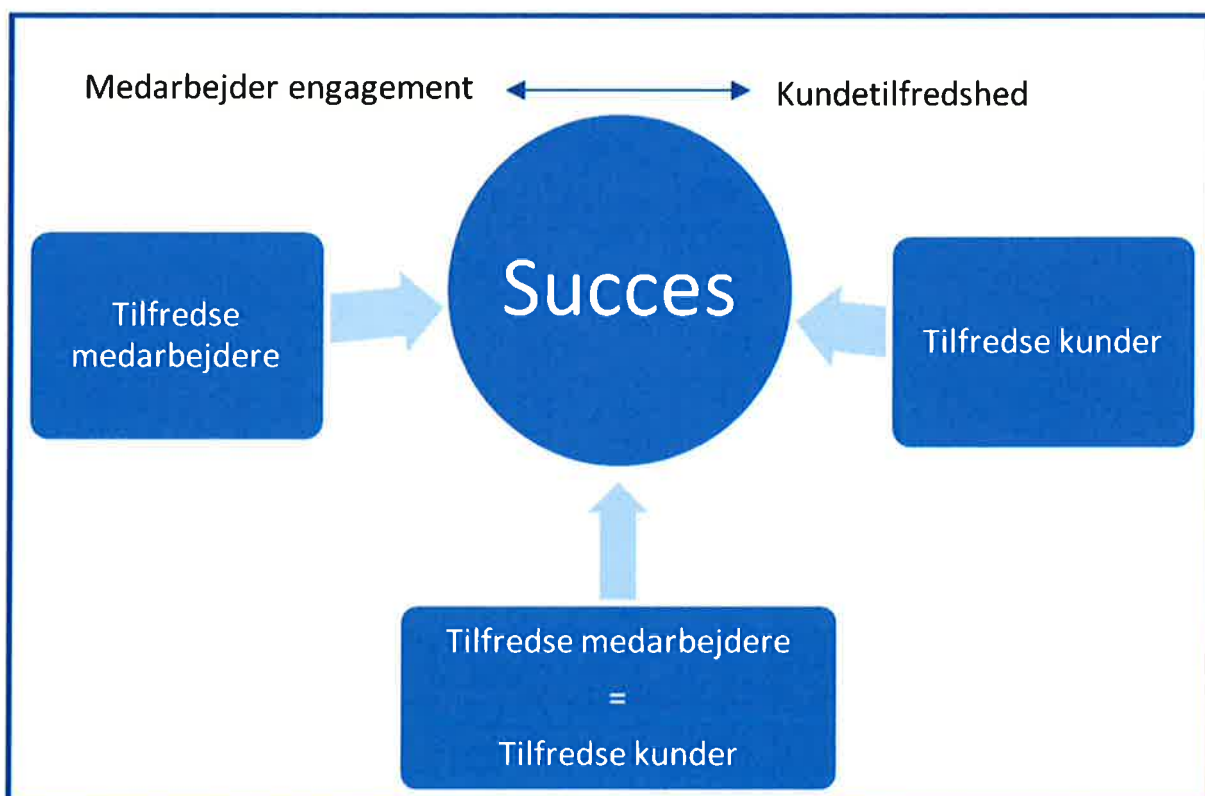 Medarbejder engagement
Kundetilfredshed
Succes
Tilfredse
medarbejdere
Tilfredse kunder
Tilfredse medarbejdere
=
Tilfredse kunder